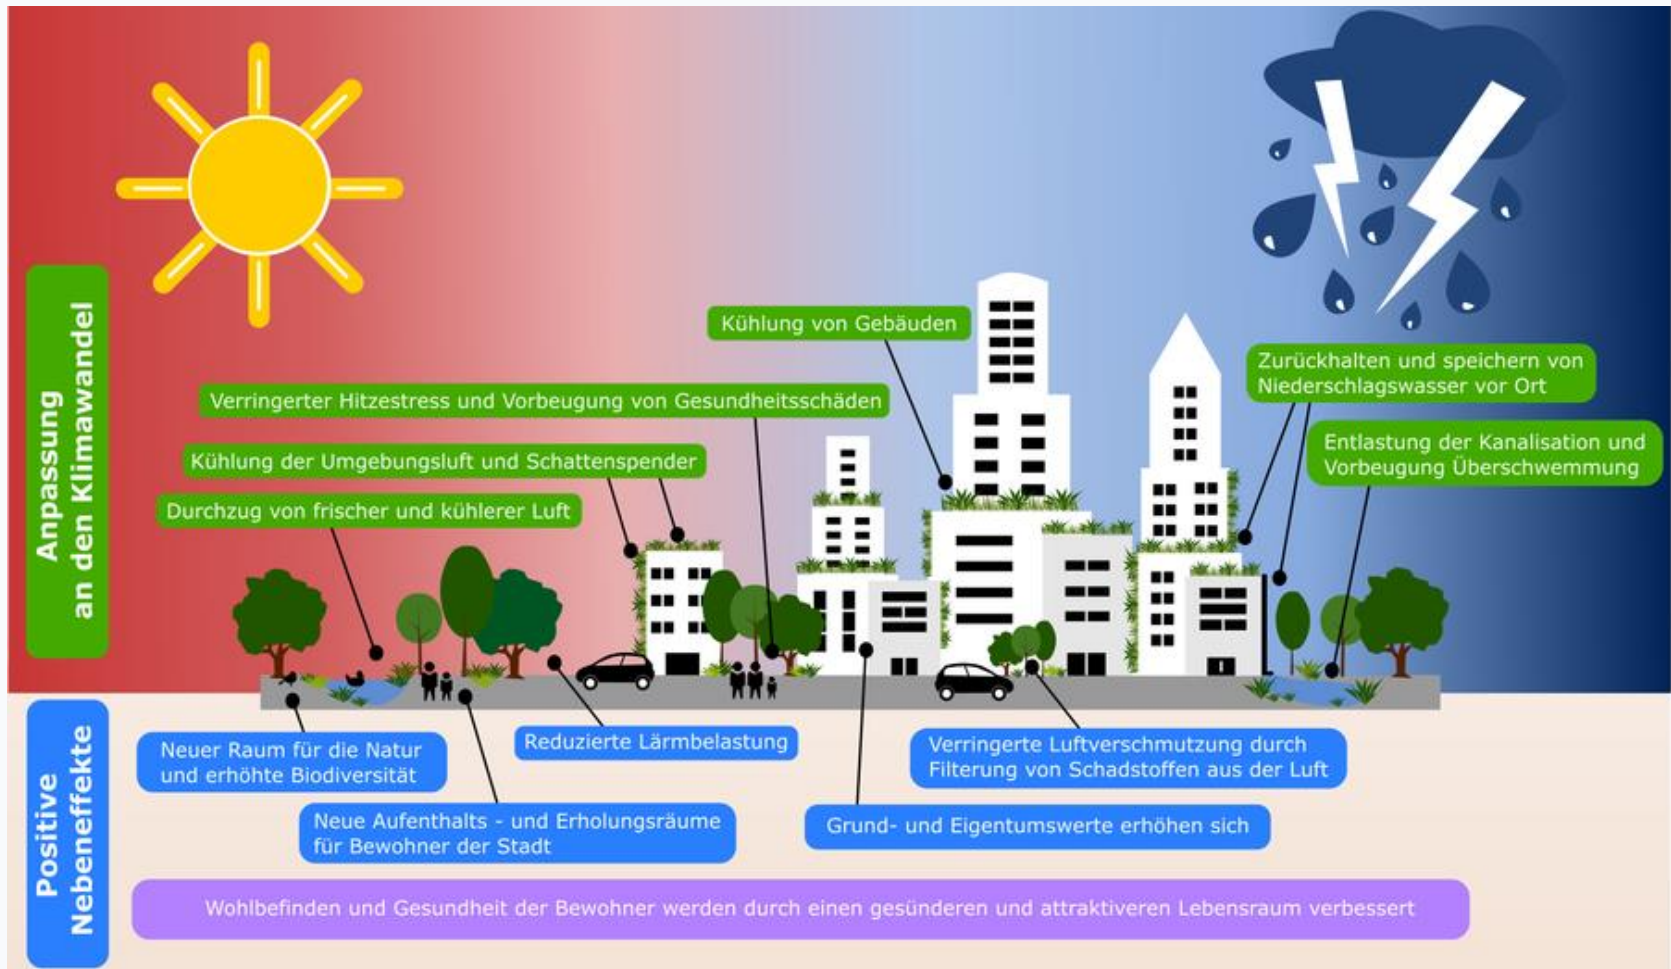 Anpassung
an den Klimawandel
Kühlung von Gebäuden
Zurückhalten und speichern von
Niederschlagswasser vor Ort
Verringerter Hitzestress und Vorbeugung von Gesundheitsschäden
Entlastung der Kanalisation und
Vorbeugung Überschwemmung
Kühlung der Umgebungsluft und Schattenspender
Durchzug von frischer und kühlerer Luft
Positive
Nebeneffekte
Neuer Raum für die Natur
und erhöhte Biodiversität
Reduzierte Lärmbelastung
Verringerte Luftverschmutzung durch
Filterung von Schadstoffen aus der Luft
Neue Aufenthalts - und Erholungsräume
für Bewohner der Stadt
Grund- und Eigentumswerte erhöhen sich
Wohlbefinden und Gesundheit der Bewohner werden durch einen gesünderen und attraktiveren Lebensraum verbessert